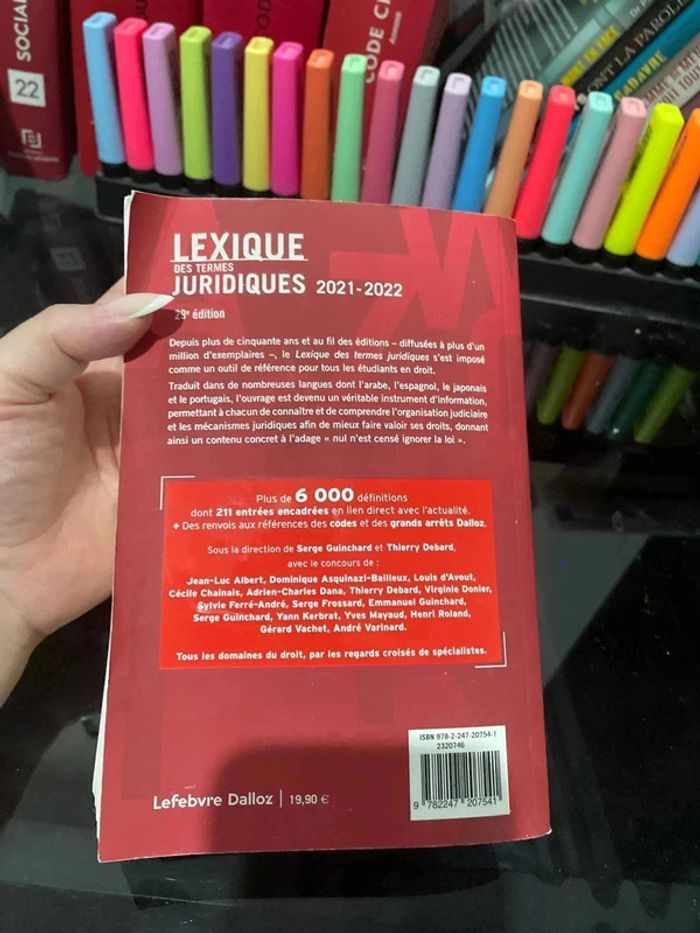 SOCIAL
22
CODE CI
LEXIQUE
DES TERMES
JURIDIQUES 2021-2022
29e édition
Depuis plus de cinquante ans et au fil des éditions – diffusées à plus d'un
million d'exemplaires –, le Lexique des termes juridiques s'est imposé
comme un outil de référence pour tous les étudiants en droit.
Traduit dans de nombreuses langues dont l'arabe, l'espagnol, le japonais
et le portugais, l'ouvrage est devenu un véritable instrument d'information,
permettant à chacun de connaître et de comprendre l'organisation judiciaire
et les mécanismes juridiques afin de mieux faire valoir ses droits, donnant
ainsi un contenu concret à l'adage « nul n'est censé ignorer la loi ».
Plus de 6 000 définitions
dont 211 entrées encadrées en lien direct avec l'actualité.
+ Des renvois aux références des codes et des grands arrêts Dalloz.
Sous la direction de Serge Guinchard et Thierry Debard,
avec le concours de :
Jean-Luc Albert, Dominique Asquinazi-Bailleux, Louis d'Avout,
Cécile Chainais, Adrien-Charles Dana, Thierry Debard, Virginie Donier,
Sylvie Ferré-André, Serge Frossard, Emmanuel Guinchard,
Serge Guinchard, Yann Kerbrat, Yves Mayaud, Henri Roland,
Gérard Vachet, André Varinard.
Tous les domaines du droit, par les regards croisés de spécialistes.
ISBN 978-2-247-20754-1
2320746
9 782247 207541
Lefebvre Dalloz | 19,90 €